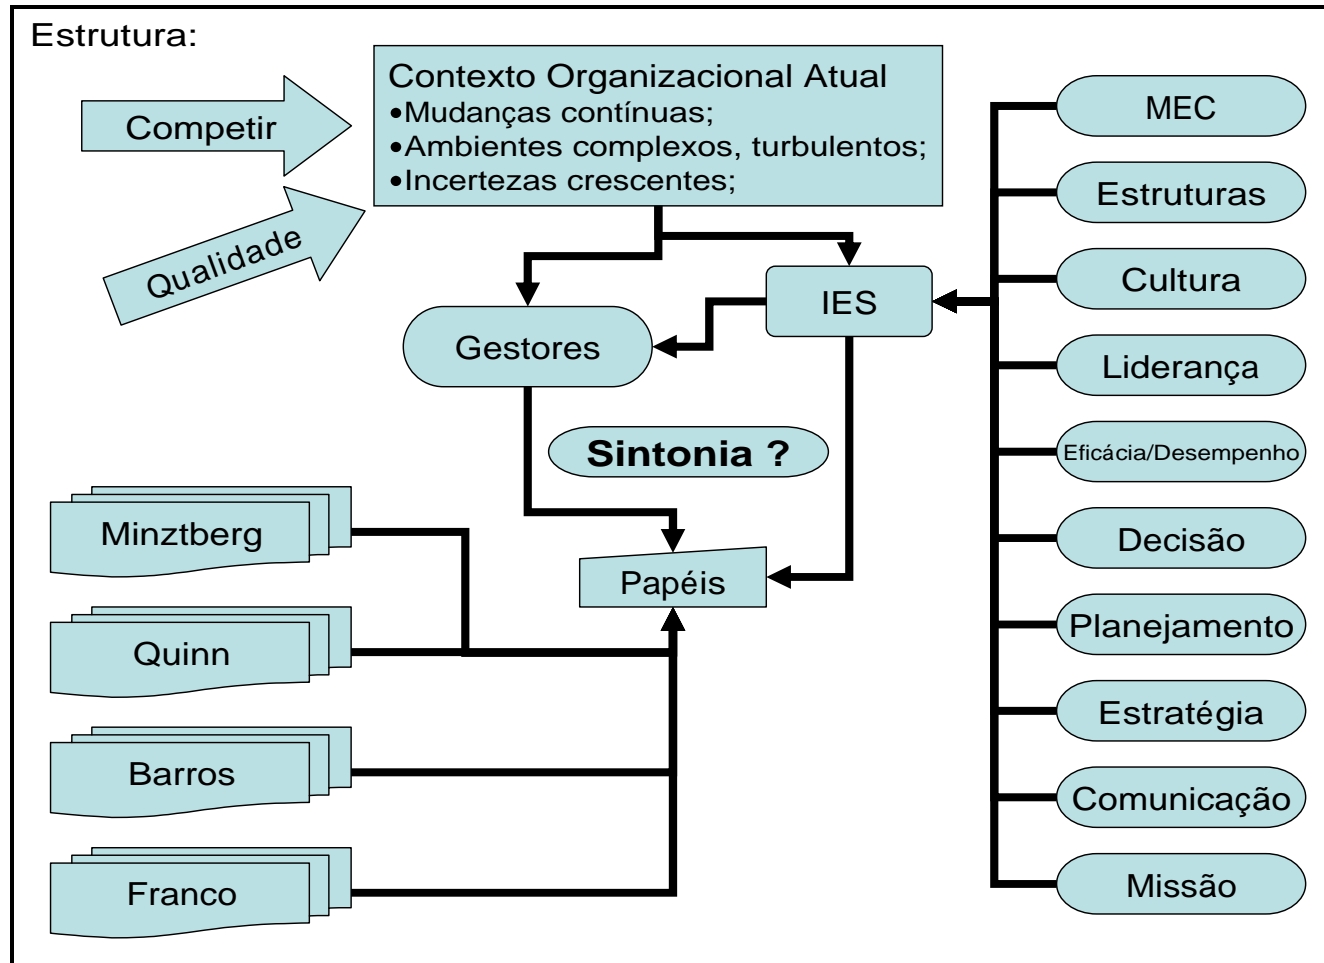 Estrutura:
Competir
Qualidade
Contexto Organizacional Atual
•Mudanças contínuas;
•Ambientes complexos, turbulentos;
•Incertezas crescentes;
IES
Gestores
Sintonia ?
Papéis
Minztberg
Quinn
Barros
Franco
MEC
Estruturas
Cultura
Liderança
Eficácia/Desempenho
Decisão
Planejamento
Estratégia
Comunicação
Missão